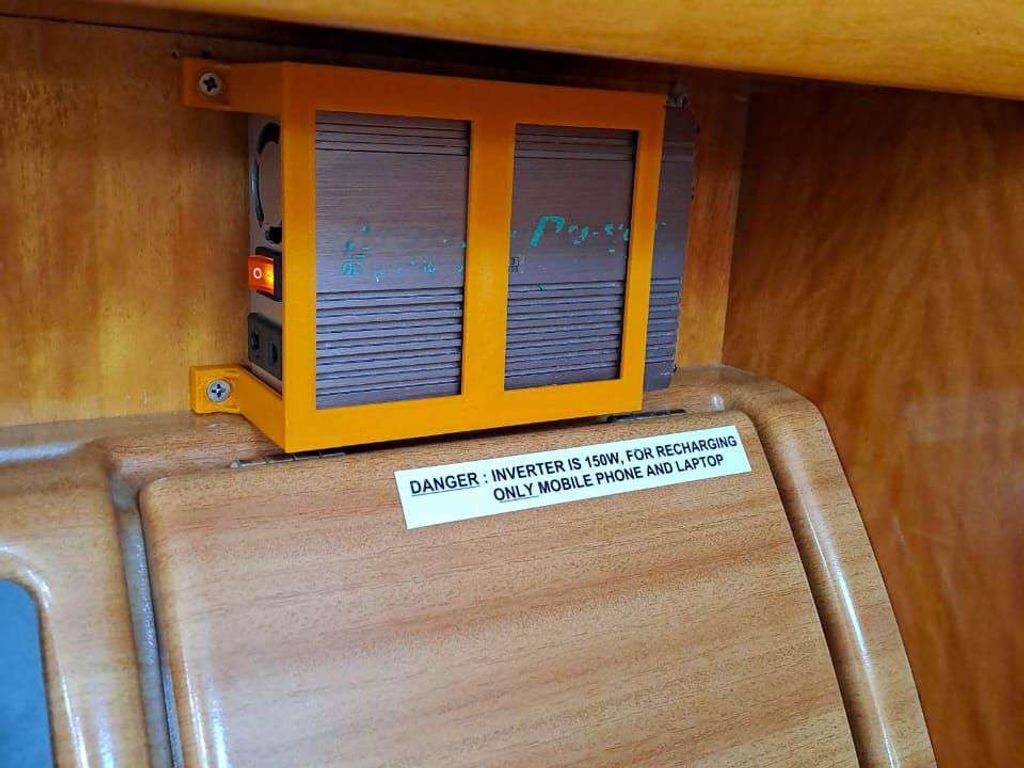 DANGER : INVERTER IS 150W, FOR RECHARGING
ONLY MOBILE PHONE AND LAPTOP